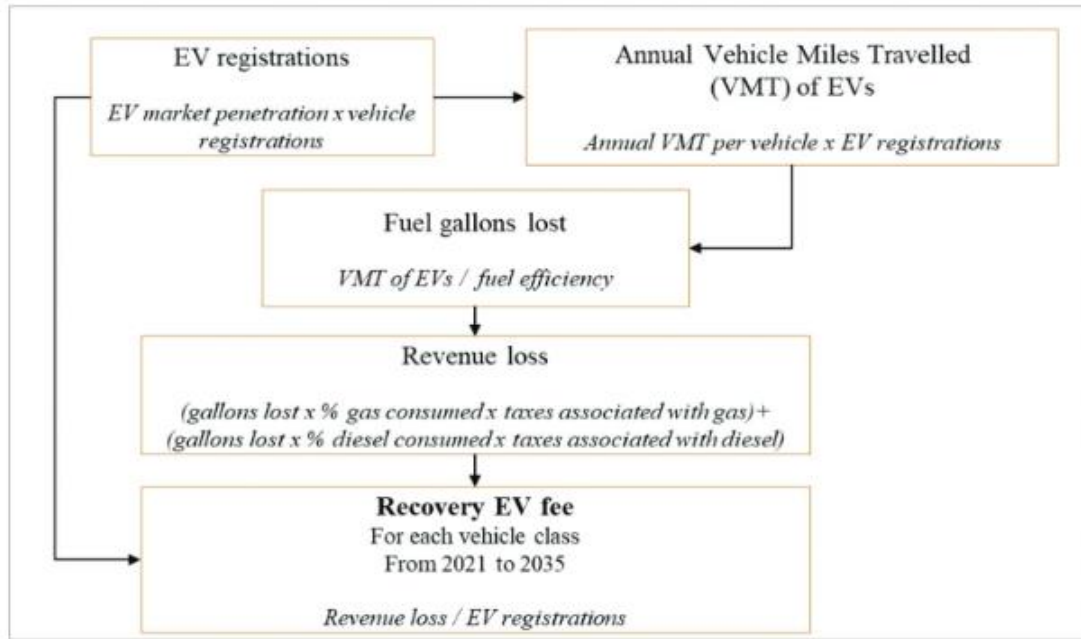 EV registrations
EV market penetration x vehicle
registrations
Annual Vehicle Miles Travelled
(VMT) of EVs
Annual VMT per vehicle x EV registrations
Fuel gallons lost
VMT of EVs / fuel efficiency
Revenue loss
(gallons lost x % gas consumed x taxes associated with gas) +
(gallons lost x % diesel consumed x taxes associated with diesel)
Recovery EV fee
For each vehicle class
From 2021 to 2035
Revenue loss / EV registrations